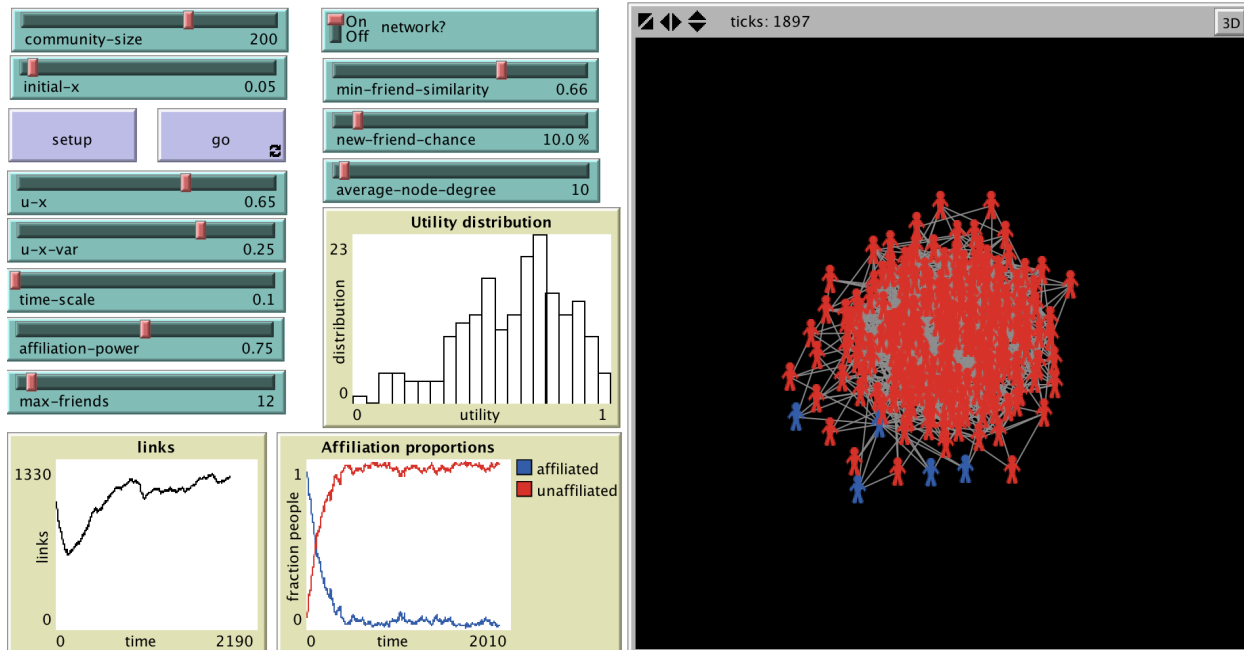 community-size 200
initial-x 0.05
setup
go
u-x 0.65
u-x-var 0.25
time-scale 0.1
affiliation-power 0.75
max-friends 12
On
Off
network?
min-friend-similarity 0.66
new-friend-chance 10.0 %
average-node-degree 10
Utility distribution
23
distribution
0
0 utility 1
links
1330
links
0
0 time 2190
Affiliation proportions
1
fraction people
0
0 time 2010
affiliated
unaffiliated
ticks: 1897
3D